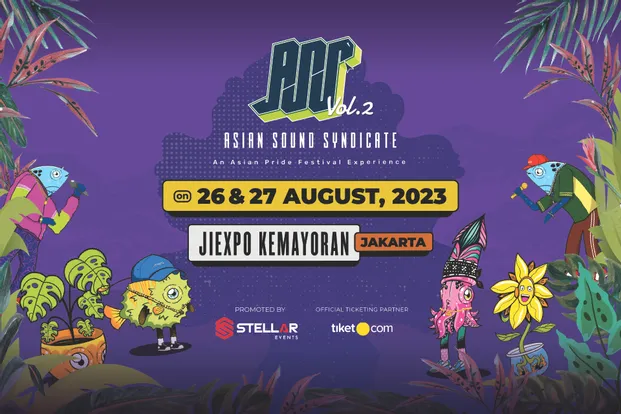 ASS
Vol.2
ASIAN SOUND SYNDICATE
An Asian Pride Festival Experience
on 26 & 27 AUGUST, 2023
JIEXPO KEMAYORAN JAKARTA
PROMOTED BY
STELLAR
EVENTS
OFFICIAL TICKETING PARTNER
tiket.com